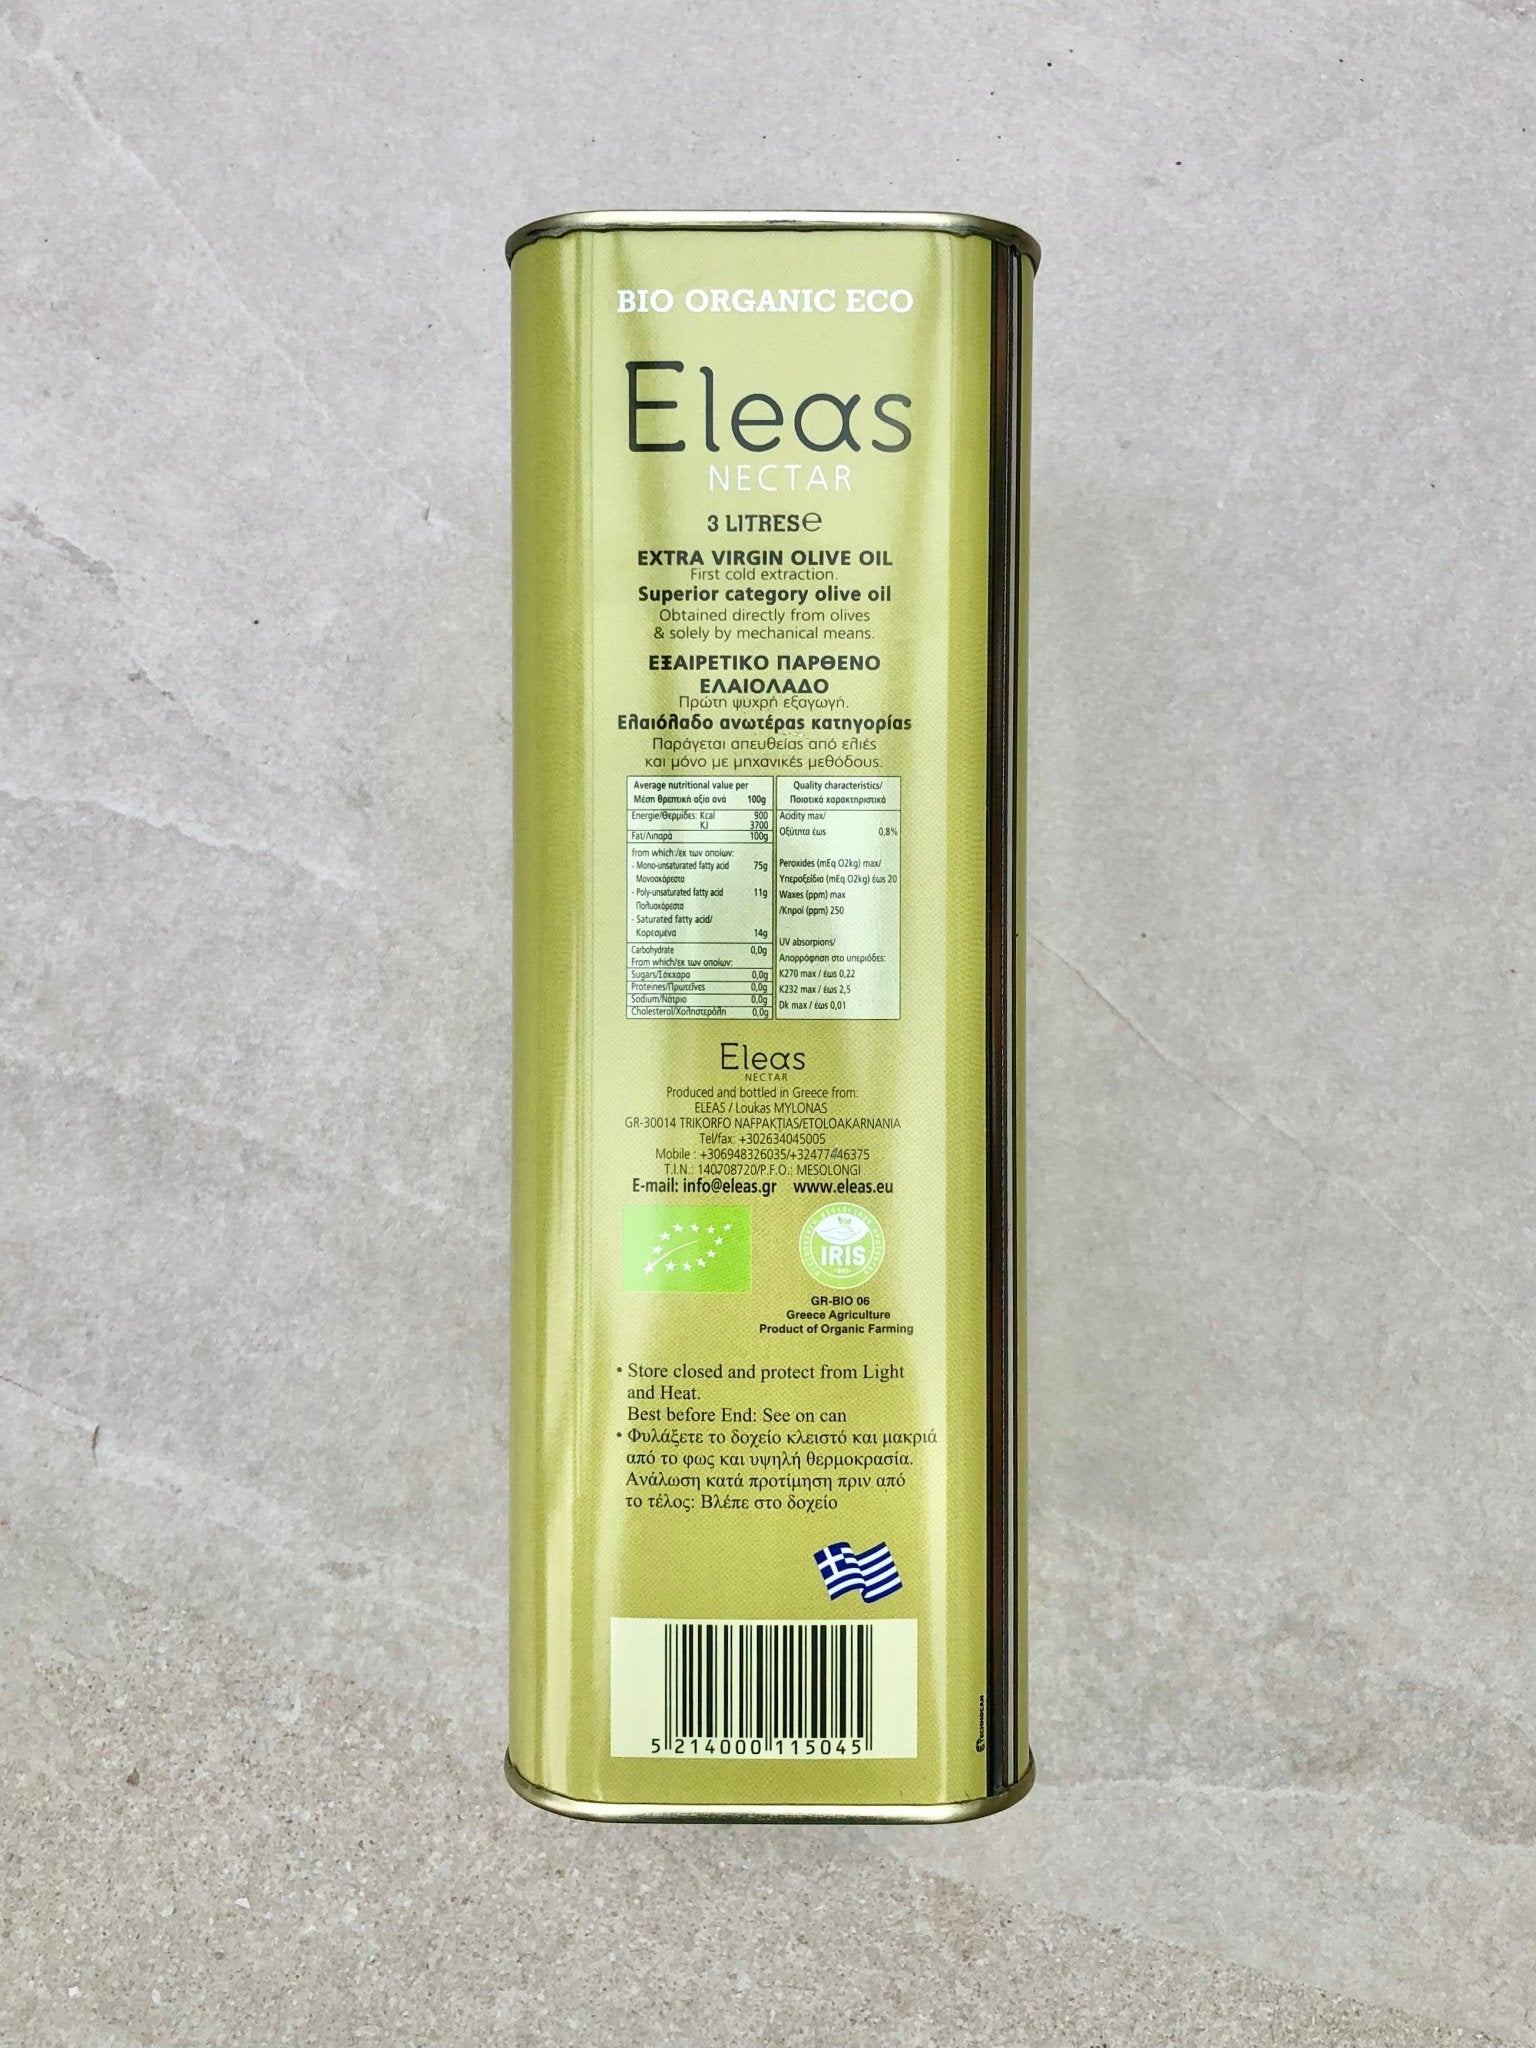 BIO ORGANIC ECO
Eleαs
NECTAR
3 LITRES℮
EXTRA VIRGIN OLIVE OIL
First cold extraction.
Superior category olive oil
Obtained directly from olives
& solely by mechanical means.
ΕΞΑΙΡΕΤΙΚΟ ΠΑΡΘΕΝΟ
ΕΛΑΙΟΛΑΔΟ
Πρώτη ψυχρή εξαγωγή.
Ελαιόλαδο ανωτέρας κατηγορίας
Παράγεται απευθείας από ελιές
και μόνο με μηχανικές μεθόδους.
Average nutritional value per
Μέση θρεπτική αξία ανά 100g
Energie/Θερμίδες: Kcal 900
KJ 3700
Fat/Λιπαρά 100g
from which:/εκ των οποίων:
- Mono-unsaturated fatty acid 75g
Μονοακόρεστα
- Poly-unsaturated fatty acid 11g
Πολυακόρεστα
- Saturated fatty acid/
Κορεσμένα 14g
Carbohydrate 0,0g
From which/εκ των οποίων:
Sugars/Σάκχαρα 0,0g
Proteines/Πρωτεΐνες 0,0g
Sodium/Νάτριο 0,0g
Cholesterol/Χοληστερόλη 0,0g
Quality characteristics/
Ποιοτικά χαρακτηριστικά
Acidity max/
Οξύτητα έως 0,8%
Peroxides (mEq O2kg) max/
Υπεροξείδια (mEq O2kg) έως 20
Waxes (ppm) max
/Κηροί (ppm) 250
UV absorpions/
Απορρόφηση στο υπεριώδες:
K270 max / έως 0,22
K232 max / έως 2,5
Dk max / έως 0,01
Eleαs
NECTAR
Produced and bottled in Greece from:
ELEAS / Loukas MYLONAS
GR-30014 TRIKORFO NAFPAKTIAS/ETOLOAKARNANIA
Tel/fax: +302634045005
Mobile : +306948326035/+32477446375
T.I.N.: 140708720/P.F.O.: MESOLONGI
E-mail: info@eleas.gr www.eleas.eu
IRIS
•BIO•
GR-BIO 06
Greece Agriculture
Product of Organic Farming
• Store closed and protect from Light
and Heat.
Best before End: See on can
• Φυλάξετε το δοχείο κλειστό και μακριά
από το φως και υψηλή θερμοκρασία.
Ανάλωση κατά προτίμηση πριν από
το τέλος: Βλέπε στο δοχείο
5 214000 115045
TECHNOCAN